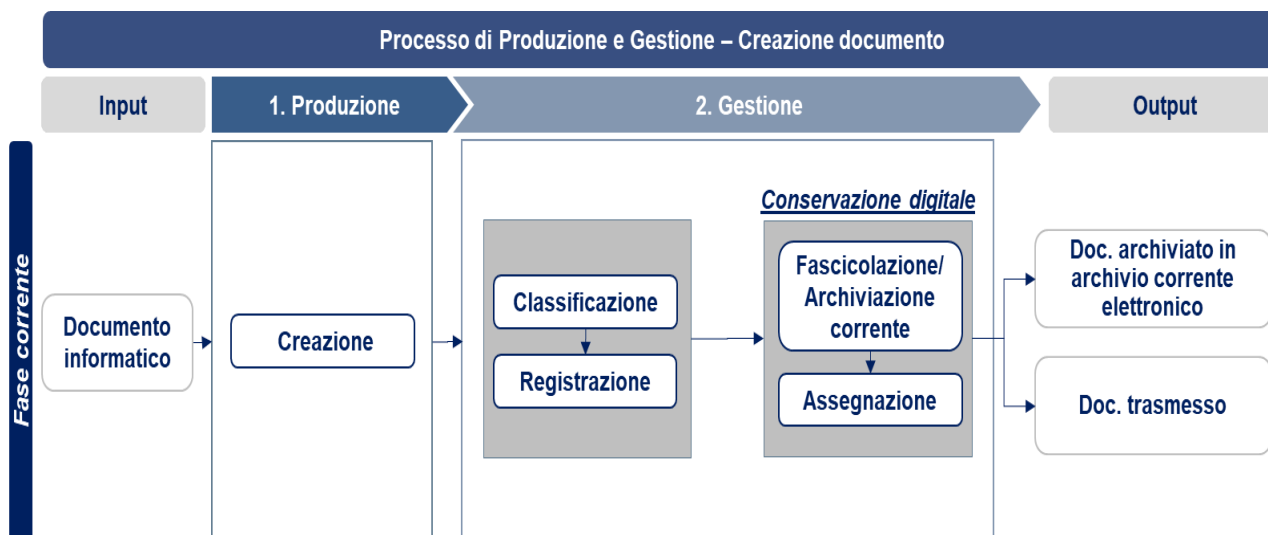 Processo di Produzione e Gestione – Creazione documento
Input
1. Produzione
2. Gestione
Output
Fase corrente
Documento
informatico
Creazione
Classificazione
Registrazione
Conservazione digitale
Fascicolazione/
Archiviazione
corrente
Assegnazione
Doc. archiviato in
archivio corrente
elettronico
Doc. trasmesso